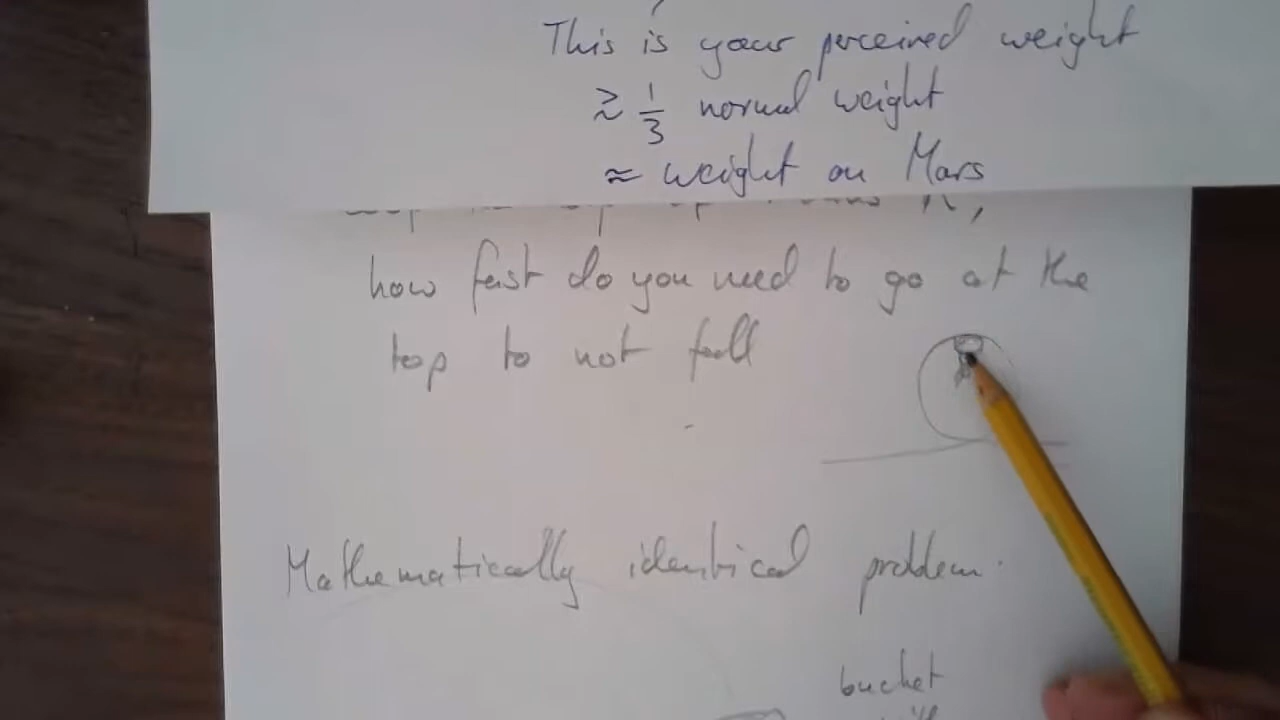 This is your perceived weight
≳ 1/3 normal weight
≈ weight on Mars
how fast do you need to go at the
top to not fall
Mathematically identical problem.
bucket